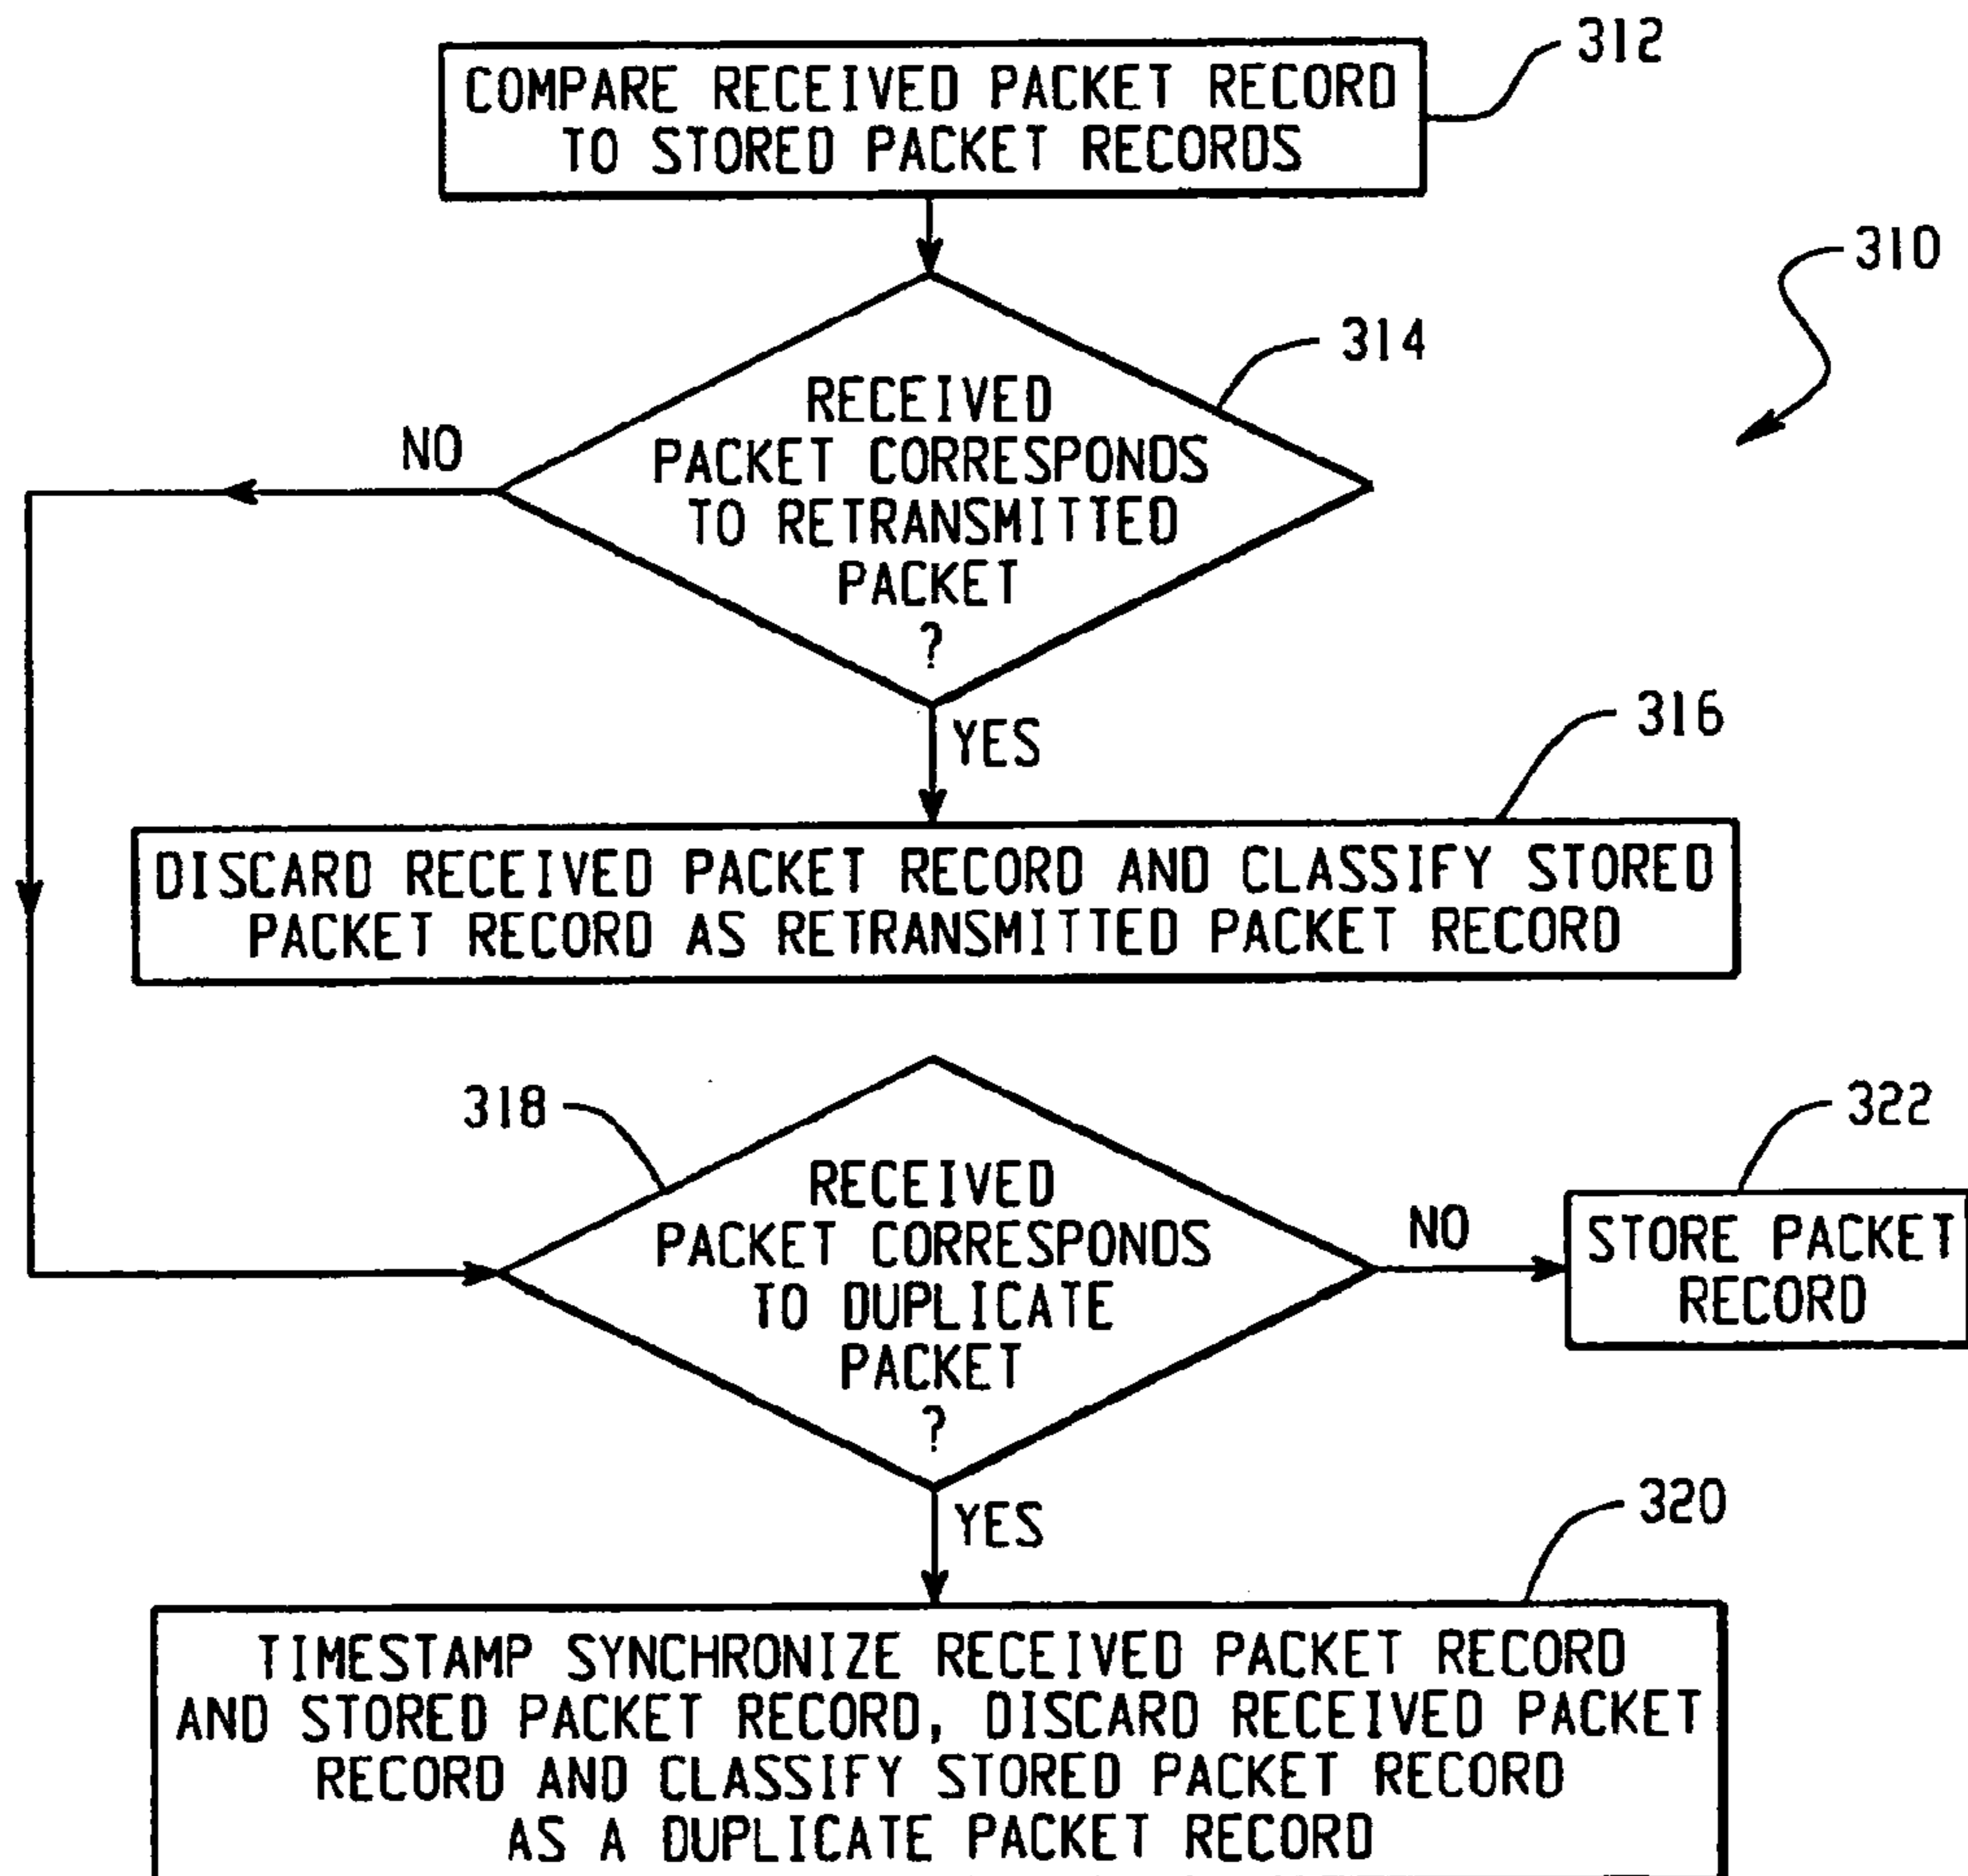 312
COMPARE RECEIVED PACKET RECORD
TO STORED PACKET RECORDS
310
314
RECEIVED
PACKET CORRESPONDS
TO RETRANSMITTED
PACKET
?
NO
YES
316
DISCARD RECEIVED PACKET RECORD AND CLASSIFY STORED
PACKET RECORD AS RETRANSMITTED PACKET RECORD
318
RECEIVED
PACKET CORRESPONDS
TO DUPLICATE
PACKET
?
NO
322
STORE PACKET
RECORD
YES
320
TIMESTAMP SYNCHRONIZE RECEIVED PACKET RECORD
AND STORED PACKET RECORD, DISCARD RECEIVED PACKET
RECORD AND CLASSIFY STORED PACKET RECORD
AS A DUPLICATE PACKET RECORD